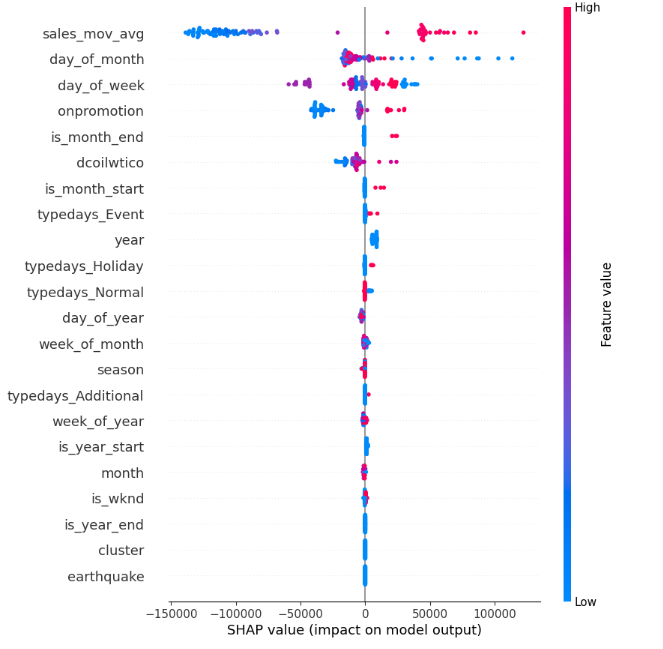 High
sales_mov_avg
day_of_month
day_of_week
onpromotion
is_month_end
dcoilwtico
is_month_start
typedays_Event
year
typedays_Holiday
typedays_Normal
day_of_year
week_of_month
season
typedays_Additional
week_of_year
is_year_start
month
is_wknd
is_year_end
cluster
earthquake
Feature value
Low
−150000 −100000 −50000 0 50000 100000
SHAP value (impact on model output)